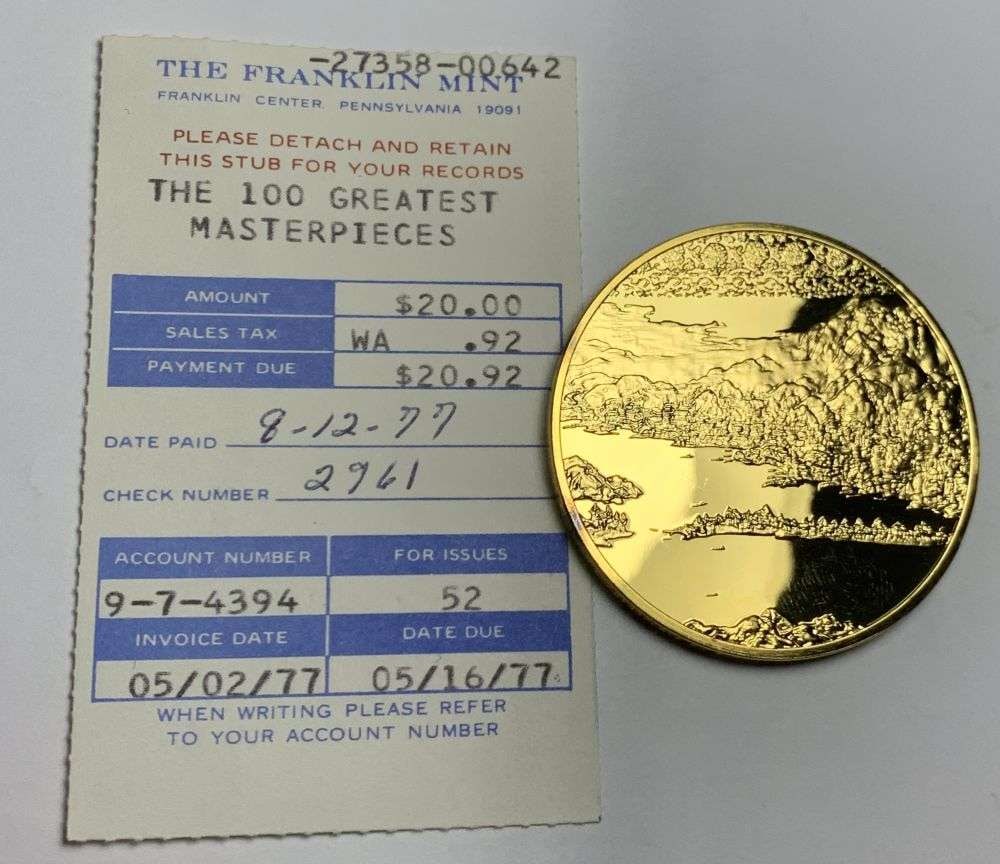 -27358-00642
THE FRANKLIN MINT
FRANKLIN CENTER, PENNSYLVANIA 19091
PLEASE DETACH AND RETAIN
THIS STUB FOR YOUR RECORDS
THE 100 GREATEST
MASTERPIECES
AMOUNT $20.00
SALES TAX WA .92
PAYMENT DUE $20.92
DATE PAID 8-12-77
CHECK NUMBER 2961
ACCOUNT NUMBER FOR ISSUES
9-7-4394 52
INVOICE DATE DATE DUE
05/02/77 05/16/77
WHEN WRITING PLEASE REFER
TO YOUR ACCOUNT NUMBER